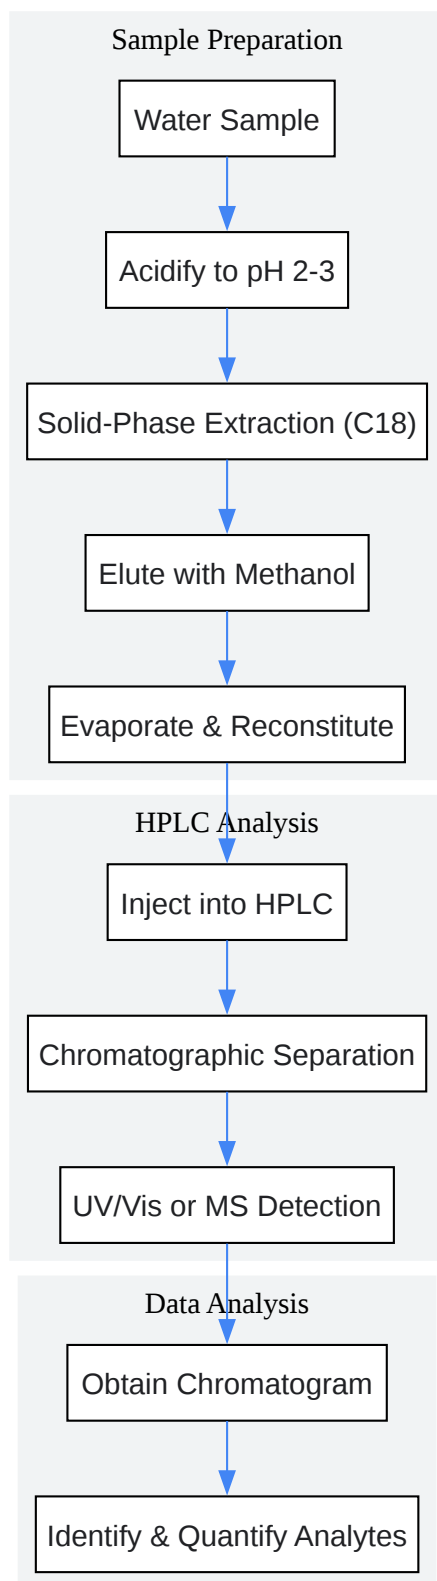 Sample Preparation
Water Sample
Acidify to pH 2-3
Solid-Phase Extraction (C18)
Elute with Methanol
Evaporate & Reconstitute
HPLC Analysis
Inject into HPLC
Chromatographic Separation
UV/Vis or MS Detection
Data Analysis
Obtain Chromatogram
Identify & Quantify Analytes